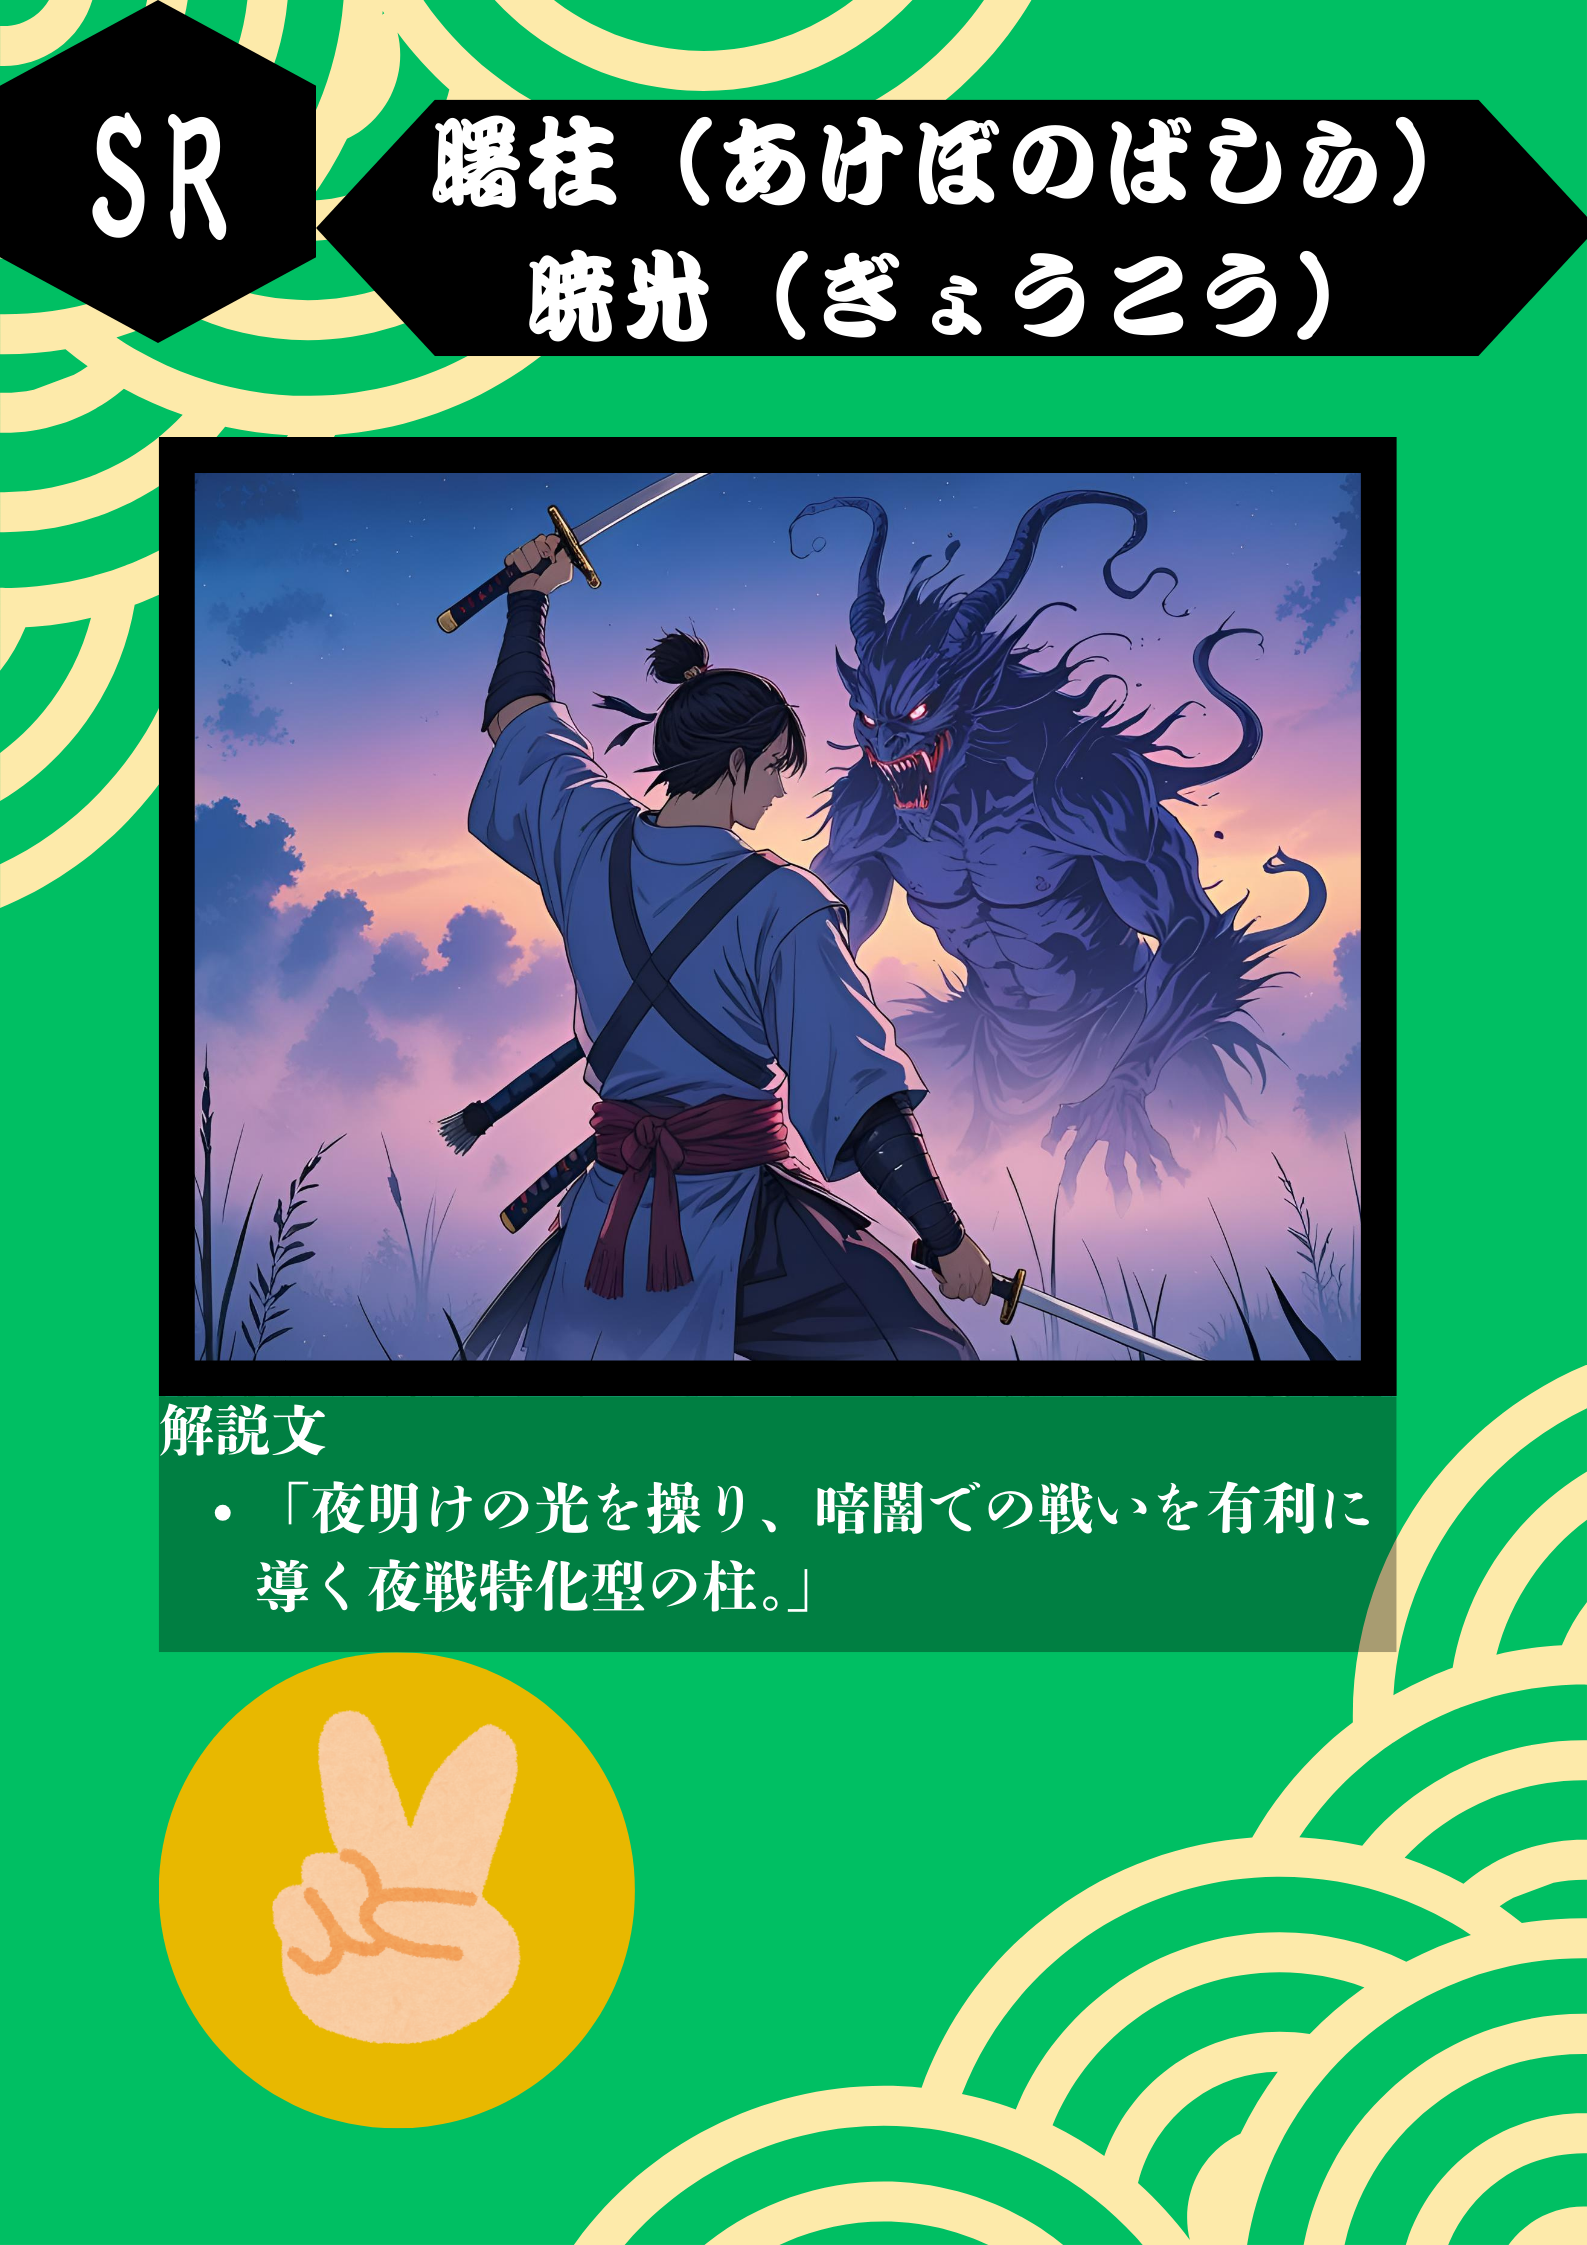 SR
曙柱（あけぼのばしら）
暁光（ぎょうこう）
解説文
• 「夜明けの光を操り、暗闇での戦いを有利に
導く夜戦特化型の柱。」